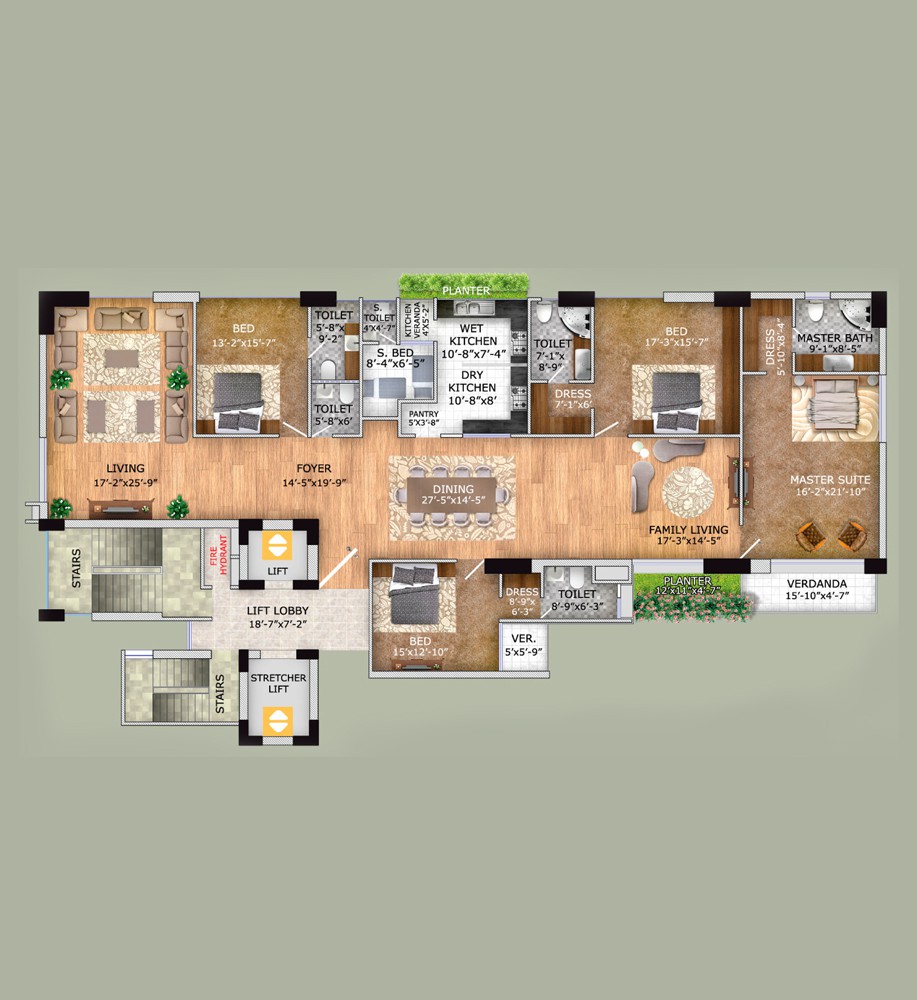 PLANTER
BED
13'-2"x15'-7"
TOILET
5'-8"x
9'-2"
S.
TOILET
4'X4'-7"
KITCHEN
VERANDA
4'X5'-2"
WET
KITCHEN
10'-8"x7'-4"
TOILET
7'-1"x
8'-9"
BED
17'-3"x15'-7"
DRESS
5'-10"x8'-4"
MASTER BATH
9'-1"x8'-5"
S. BED
8'-4"x6'-5"
DRY
KITCHEN
10'-8"x8'
DRESS
7'-1"x6'
TOILET
5'-8"x6'
PANTRY
5'X3'-8"
LIVING
17'-2"x25'-9"
FOYER
14'-5"x19'-9"
DINING
27'-5"x14'-5"
MASTER SUITE
16'-2"x21'-10"
FAMILY LIVING
17'-3"x14'-5"
STAIRS
FIRE
HYDRANT
LIFT
LIFT LOBBY
18'-7"x7'-2"
DRESS
8'-9"x
6'-3"
TOILET
8'-9"x6'-3"
PLANTER
12'x11"x4'-7"
VERDANDA
15'-10"x4'-7"
BED
15'x12'-10"
VER.
5'x5'-9"
STAIRS
STRETCHER
LIFT